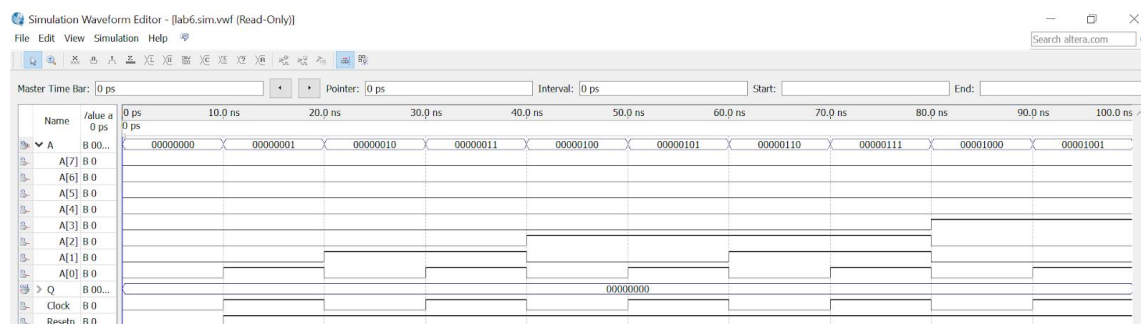 Simulation Waveform Editor - [lab6.sim.vwf (Read-Only)]
File Edit View Simulation Help
Search altera.com
Master Time Bar: 0 ps Pointer: 0 ps Interval: 0 ps Start: End:
Name /alue a 0 ps
0 ps 10.0 ns 20.0 ns 30.0 ns 40.0 ns 50.0 ns 60.0 ns 70.0 ns 80.0 ns 90.0 ns 100.0 ns
0 ps
A B 00... 00000000 00000001 00000010 00000011 00000100 00000101 00000110 00000111 00001000 00001001
A[7] B 0
A[6] B 0
A[5] B 0
A[4] B 0
A[3] B 0
A[2] B 0
A[1] B 0
A[0] B 0
> Q B 00... 00000000
Clock B 0
Resetn B 0